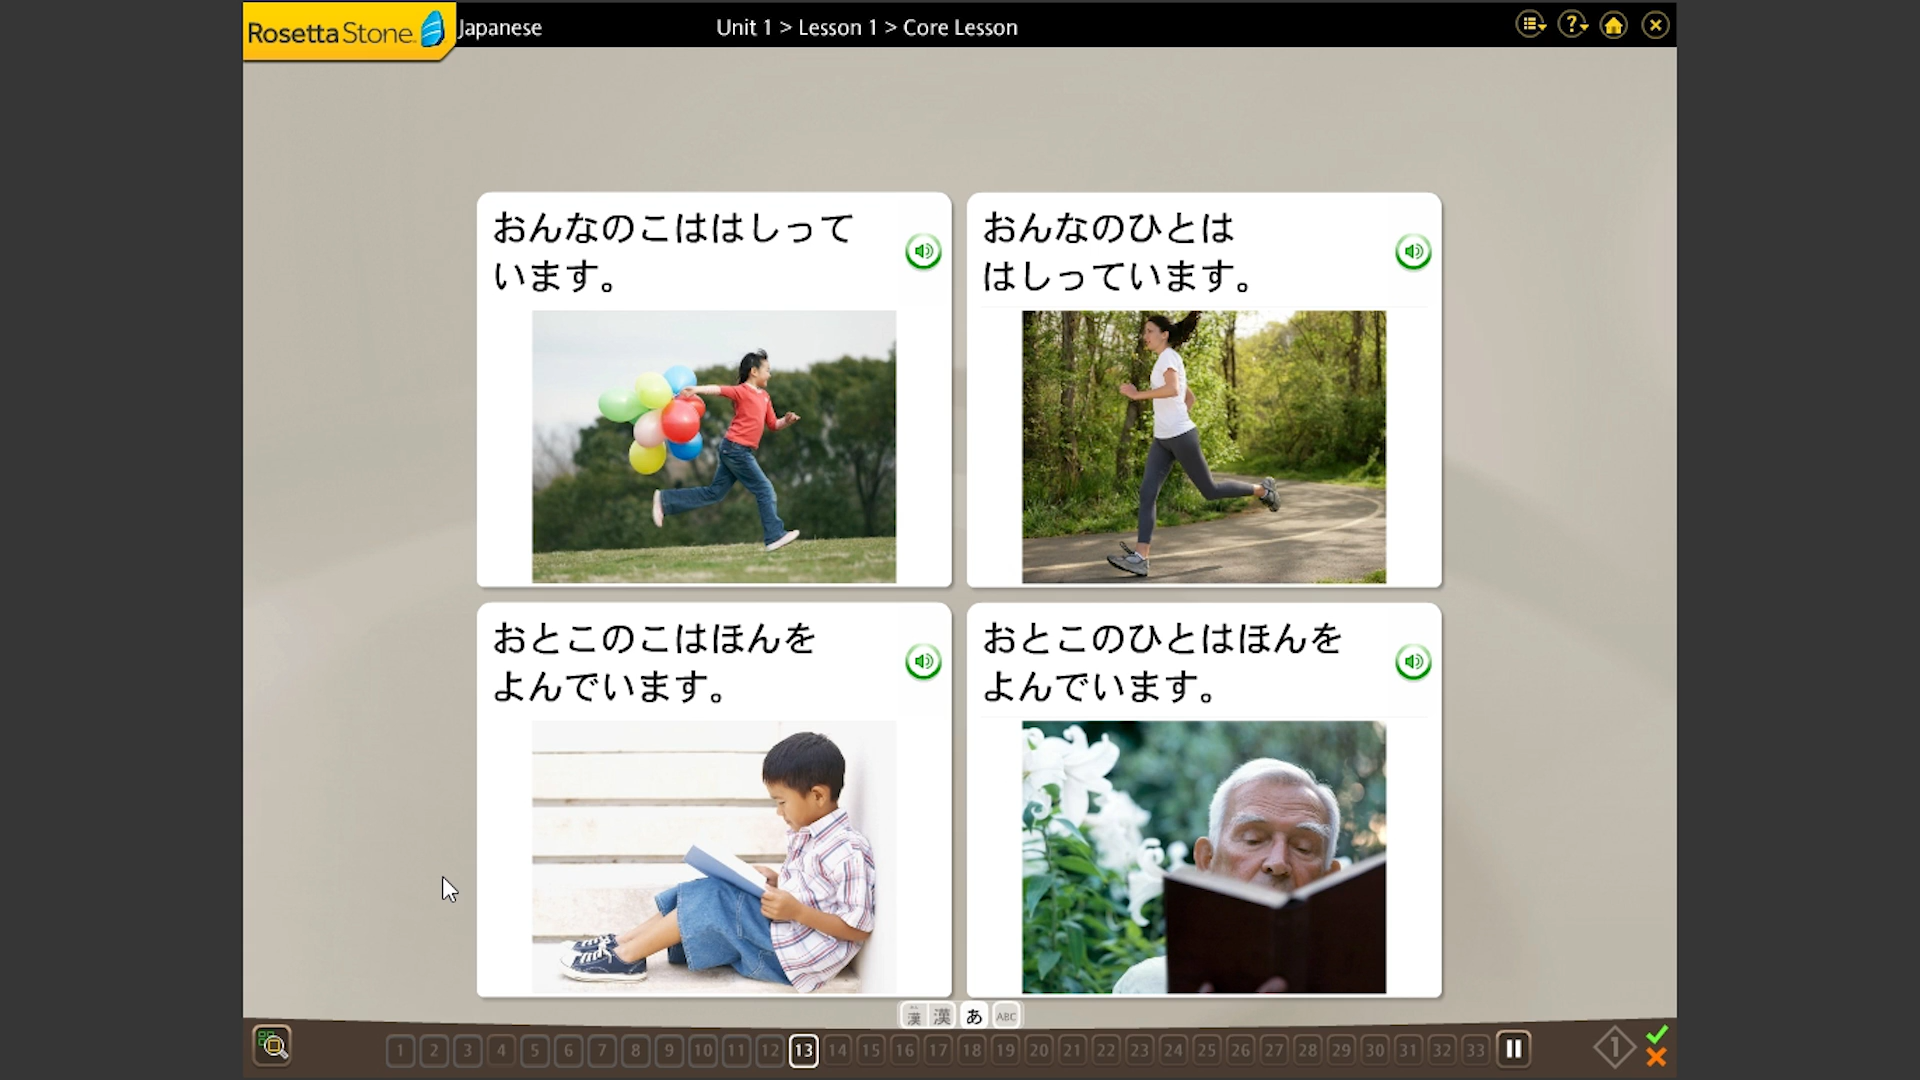 Rosetta Stone
Japanese
Unit 1 > Lesson 1 > Core Lesson
おんなのこははしって
います。
おんなのひとは
はしっています。
おとこのこはほんを
よんでいます。
おとこのひとはほんを
よんでいます。
漢 漢 あ ABC
1 2 3 4 5 6 7 8 9 10 11 12 13 14 15 16 17 18 19 20 21 22 23 24 25 26 27 28 29 30 31 32 33
1